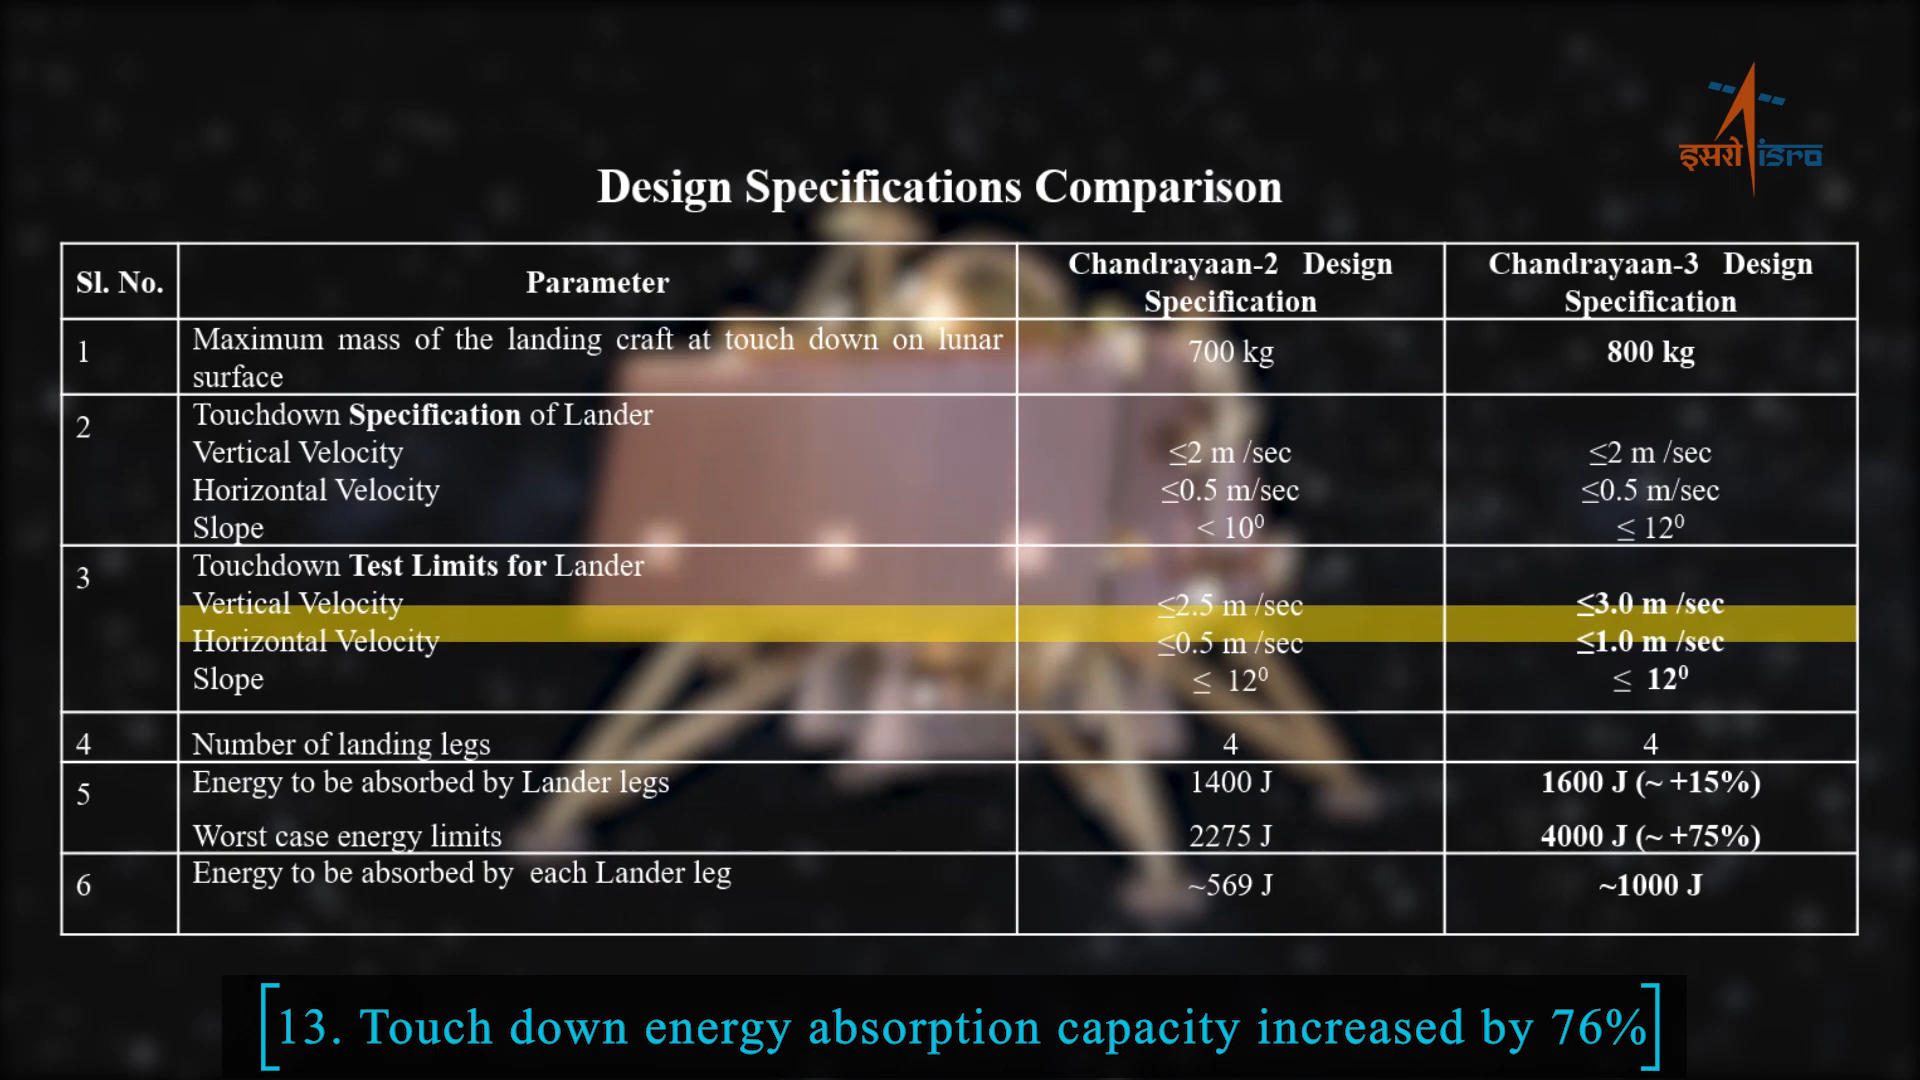 इसरो isro
Design Specifications Comparison
Sl. No.
Parameter
Chandrayaan-2 Design
Specification
Chandrayaan-3 Design
Specification
1
Maximum mass of the landing craft at touch down on lunar
surface
700 kg
800 kg
2
Touchdown Specification of Lander
Vertical Velocity
≤2 m /sec
≤2 m /sec
Horizontal Velocity
≤0.5 m/sec
≤0.5 m/sec
Slope
< 10⁰
≤ 12⁰
3
Touchdown Test Limits for Lander
Vertical Velocity
≤2.5 m /sec
≤3.0 m /sec
Horizontal Velocity
≤0.5 m /sec
≤1.0 m /sec
Slope
≤ 12⁰
≤ 12⁰
4
Number of landing legs
4
4
5
Energy to be absorbed by Lander legs
1400 J
1600 J (~ +15%)
Worst case energy limits
2275 J
4000 J (~ +75%)
6
Energy to be absorbed by each Lander leg
~569 J
~1000 J
[13. Touch down energy absorption capacity increased by 76%]